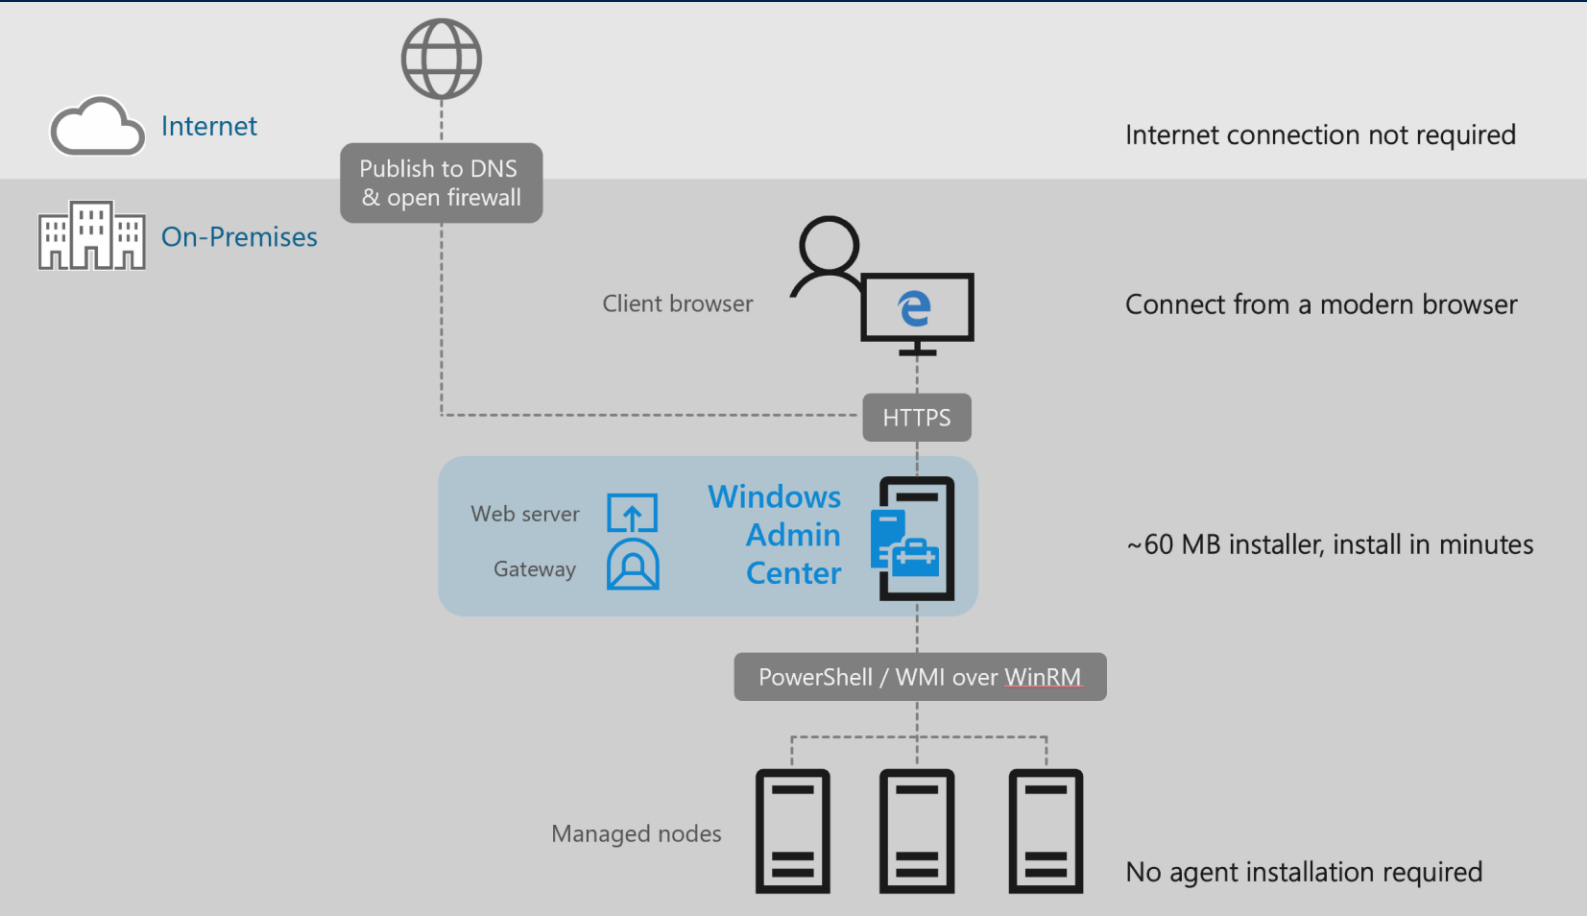 Internet
Internet connection not required
Publish to DNS
& open firewall
On-Premises
Client browser
Connect from a modern browser
HTTPS
Web server
Gateway
Windows
Admin
Center
~60 MB installer, install in minutes
PowerShell / WMI over WinRM
Managed nodes
No agent installation required